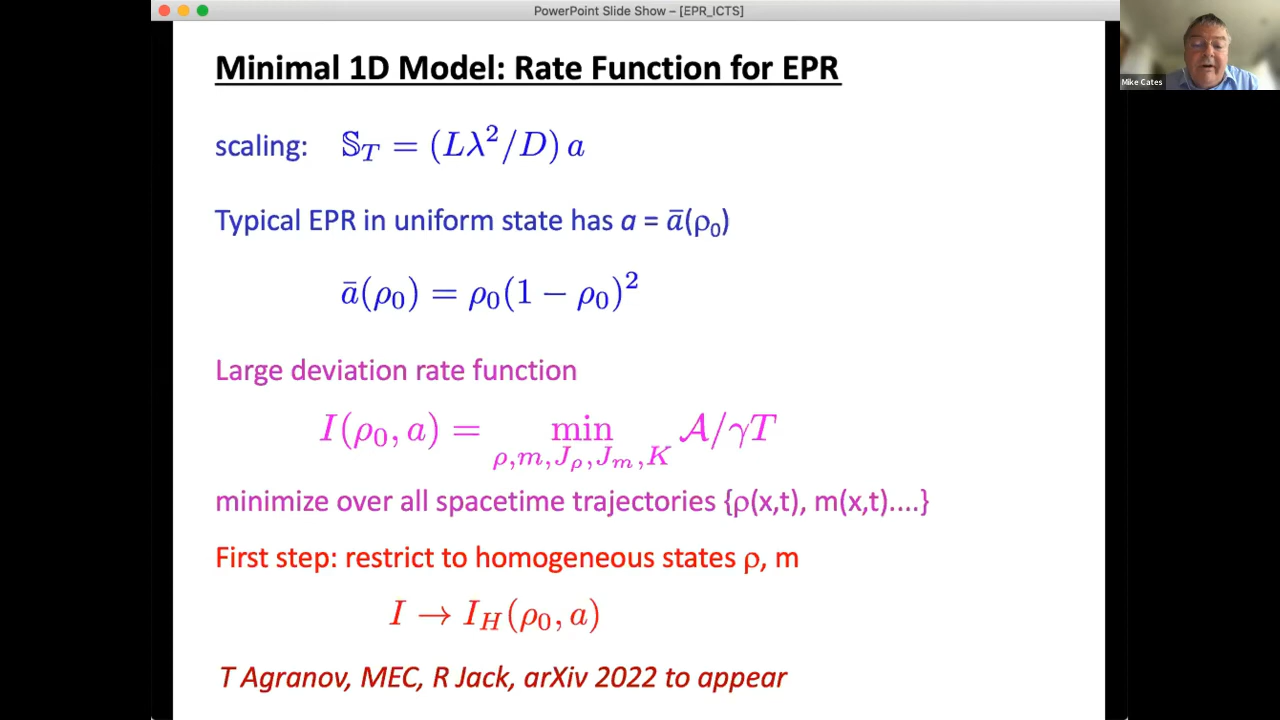 PowerPoint Slide Show – [EPR_ICTS]
Mike Cates
Minimal 1D Model: Rate Function for EPR
scaling: 𝕊_T = (Lλ²/D) a
Typical EPR in uniform state has a = ā(ρ₀)
ā(ρ₀) = ρ₀(1 − ρ₀)²
Large deviation rate function
I(ρ₀, a) = min 𝒜/γT
ρ,m,J_ρ,J_m,K
minimize over all spacetime trajectories {ρ(x,t), m(x,t)....}
First step: restrict to homogeneous states ρ, m
I → I_H(ρ₀, a)
T Agranov, MEC, R Jack, arXiv 2022 to appear